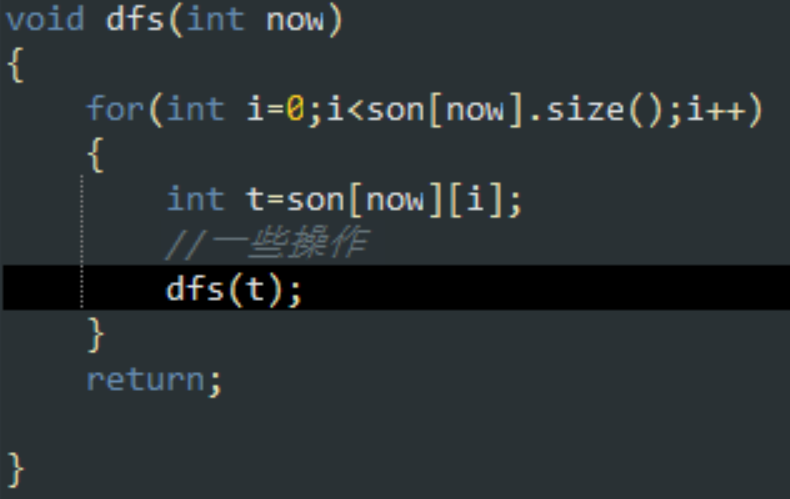 void dfs(int now)
{
    for(int i=0;i<son[now].size();i++)
    {
        int t=son[now][i];
        //一些操作
        dfs(t);
    }
    return;

}